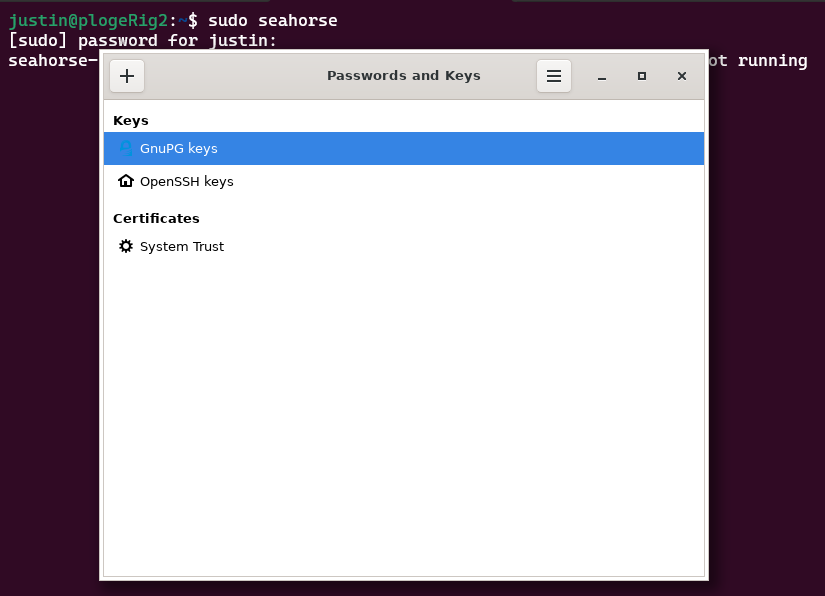 justin@plogeRig2:~$ sudo seahorse
[sudo] password for justin:
seahorse- ot running
Passwords and Keys
Keys
GnuPG keys
OpenSSH keys
Certificates
System Trust